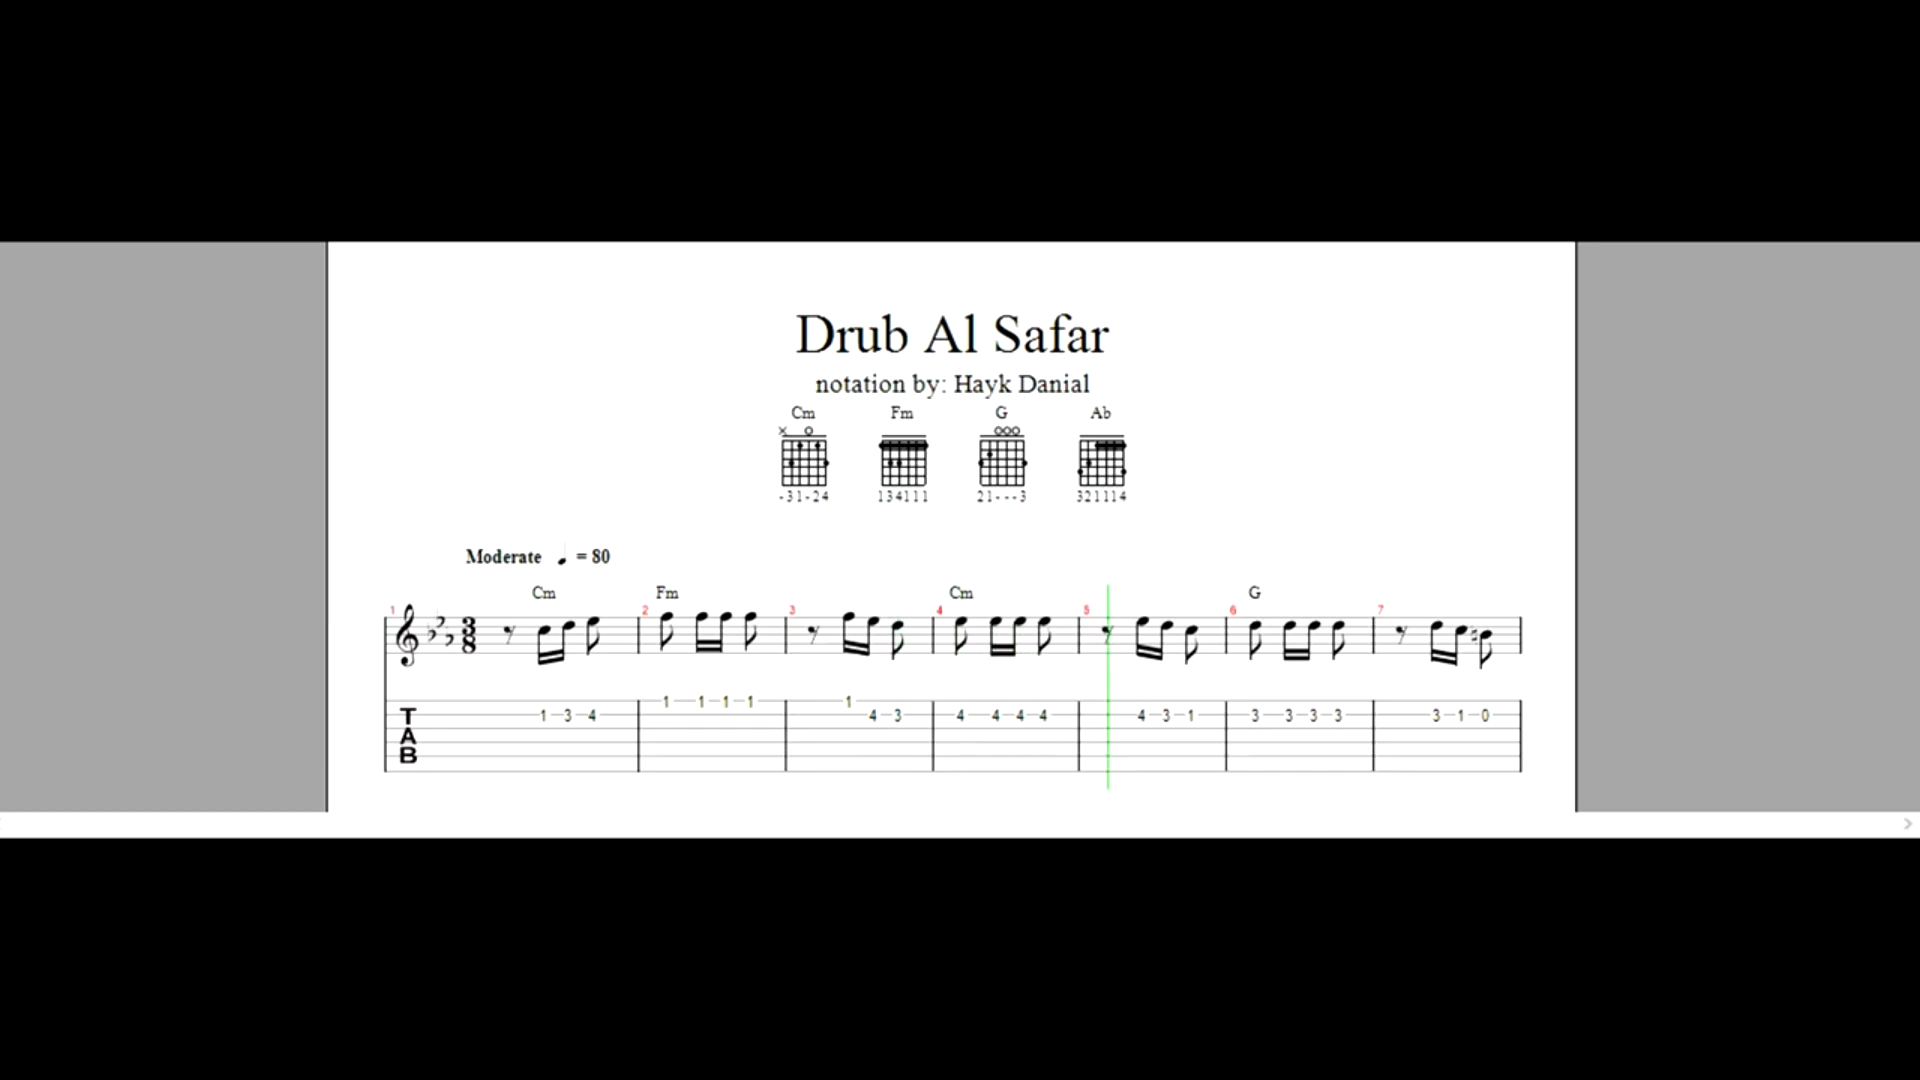 Drub Al Safar
notation by: Hayk Danial
Cm Fm G Ab
× o ooo
-31-24 134111 21---3 321114
Moderate ♩ = 80
Cm Fm Cm G
1 2 3 4 5 6 7
3
8
1 1 1 1 1
T 1 3 4 4 3 4 4 4 4 4 3 1 3 3 3 3 3 1 0
A
B